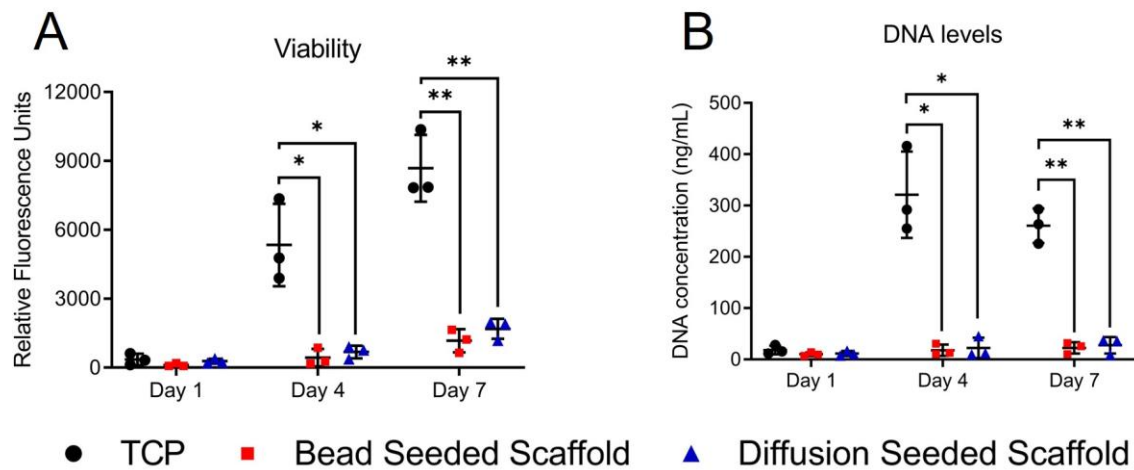 A
Viability
Relative Fluorescence Units
12000
9000
6000
3000
0
*
*
**
**
Day 1
Day 4
Day 7
B
DNA levels
DNA concentration (ng/mL)
500
400
300
200
100
0
*
*
**
**
Day 1
Day 4
Day 7
TCP
Bead Seeded Scaffold
Diffusion Seeded Scaffold